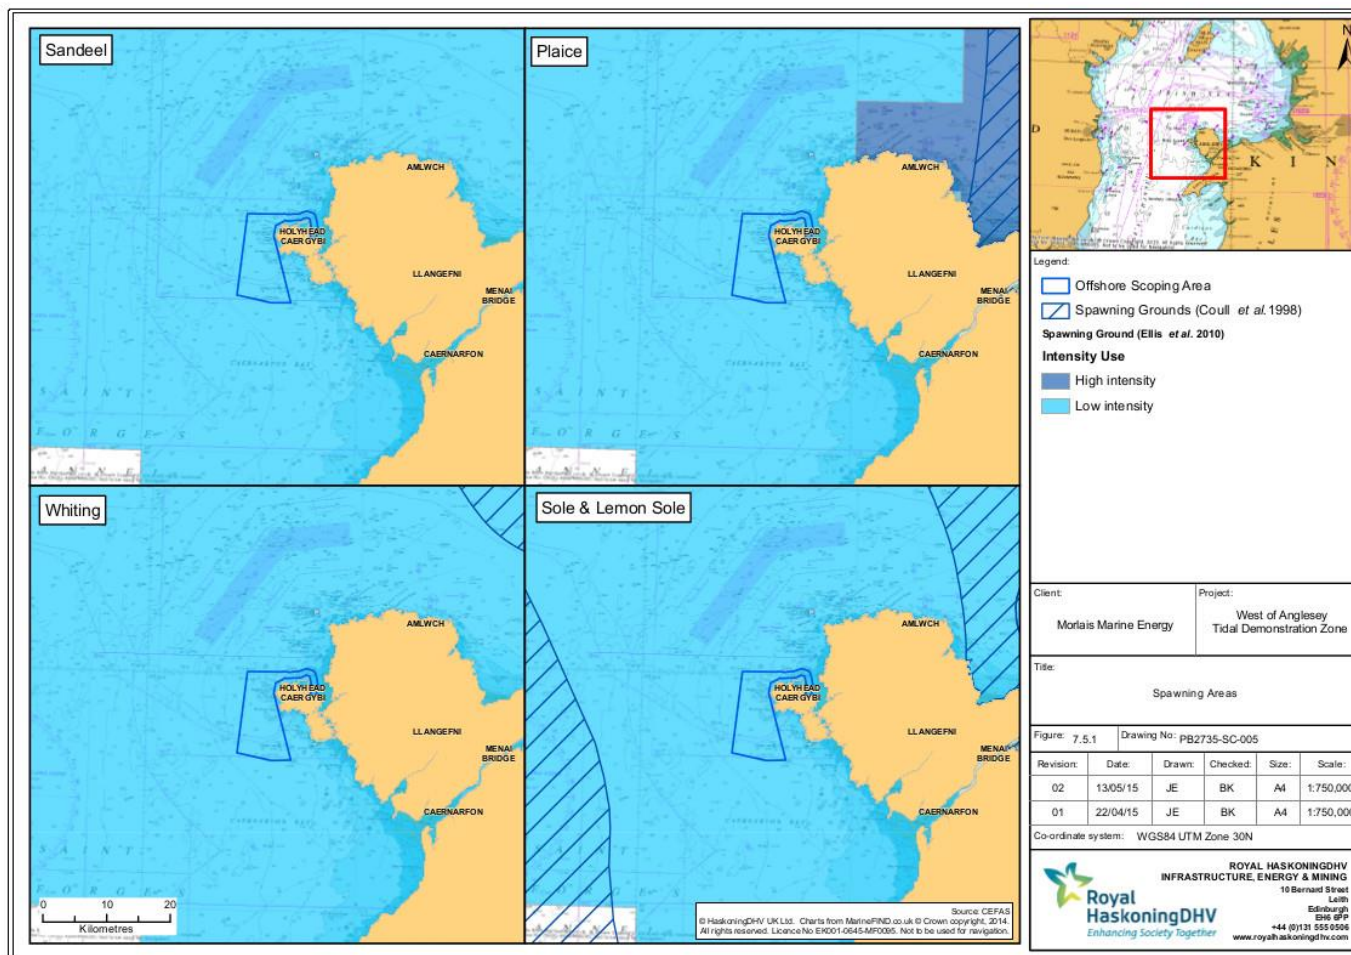 Sandeel
AMLWCH
HOLYHEAD
CAERGYBI
LLANGEFNI
MENAI
BRIDGE
CAERNARFON
Plaice
AMLWCH
HOLYHEAD
CAERGYBI
LLANGEFNI
MENAI
BRIDGE
CAERNARFON
Whiting
AMLWCH
HOLYHEAD
CAERGYBI
LLANGEFNI
MENAI
BRIDGE
CAERNARFON
0 10 20
Kilometres
Sole & Lemon Sole
AMLWCH
HOLYHEAD
CAERGYBI
LLANGEFNI
MENAI
BRIDGE
CAERNARFON
Source: CEFAS
© HaskoningDHV UK Ltd. Charts from MarineFIND.co.uk © Crown copyright, 2014.
All rights reserved. Licence No EK001-0645-MF0095. Not to be used for navigation.
N
K I N
Legend:
Offshore Scoping Area
Spawning Grounds (Coull et al. 1998)
Spawning Ground (Ellis et al. 2010)
Intensity Use
High intensity
Low intensity
Client:
Morlais Marine Energy
Project:
West of Anglesey
Tidal Demonstration Zone
Title:
Spawning Areas
Figure: 7.5.1 Drawing No: PB2735-SC-005
Revision: Date: Drawn: Checked: Size: Scale:
02 13/05/15 JE BK A4 1:750,000
01 22/04/15 JE BK A4 1:750,000
Co-ordinate system: WGS84 UTM Zone 30N
Royal
HaskoningDHV
Enhancing Society Together
ROYAL HASKONINGDHV
INFRASTRUCTURE, ENERGY & MINING
10 Bernard Street
Leith
Edinburgh
EH6 6PP
+44 (0)131 555 0506
www.royalhaskoningdhv.com